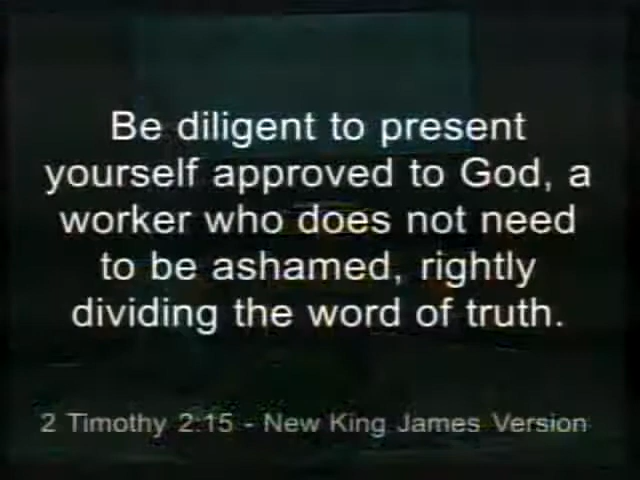 Be diligent to present
yourself approved to God, a
worker who does not need
to be ashamed, rightly
dividing the word of truth.
2 Timothy 2:15 - New King James Version